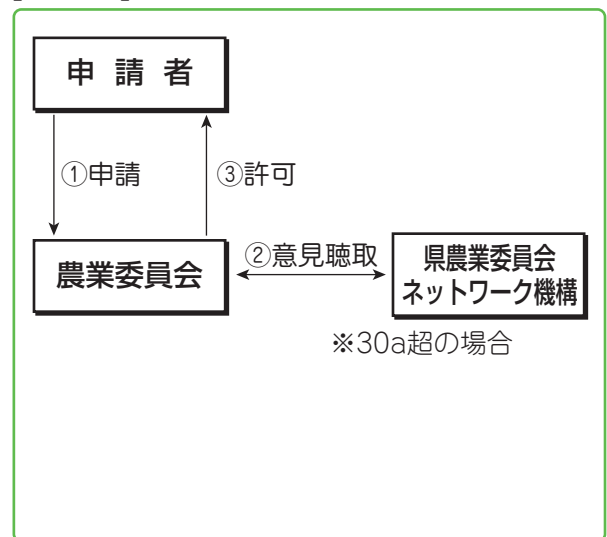 申請者
①申請
③許可
農業委員会
②意見聴取
県農業委員会
ネットワーク機構
※30a超の場合